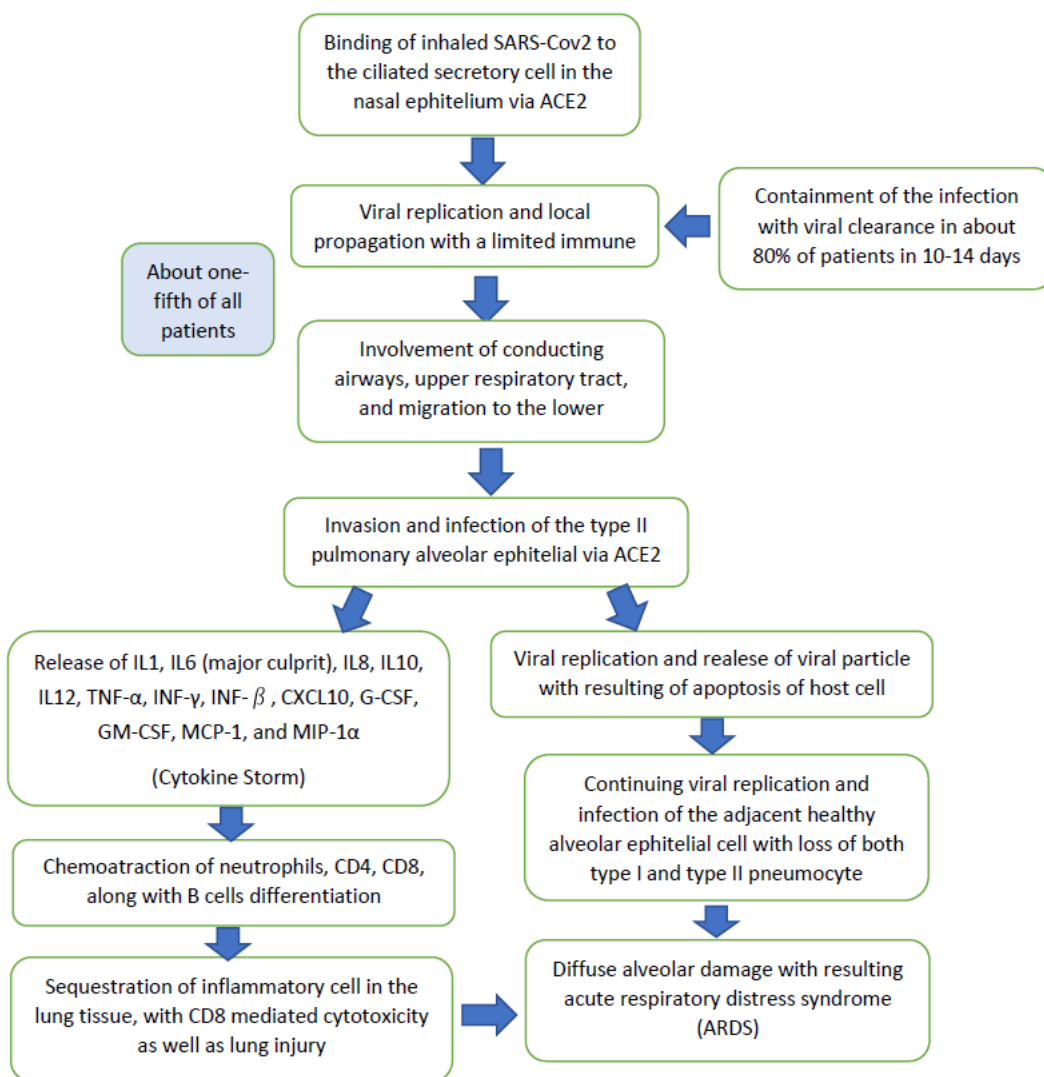 Binding of inhaled SARS-Cov2 to
the ciliated secretory cell in the
nasal ephitelium via ACE2
Viral replication and local
propagation with a limited immune
Containment of the infection
with viral clearance in about
80% of patients in 10-14 days
About one-
fifth of all
patients
Involvement of conducting
airways, upper respiratory tract,
and migration to the lower
Invasion and infection of the type II
pulmonary alveolar ephitelial via ACE2
Release of IL1, IL6 (major culprit), IL8, IL10,
IL12, TNF-α, INF-γ, INF-β, CXCL10, G-CSF,
GM-CSF, MCP-1, and MIP-1α
(Cytokine Storm)
Viral replication and realese of viral particle
with resulting of apoptosis of host cell
Continuing viral replication and
infection of the adjacent healthy
alveolar ephitelial cell with loss of both
type I and type II pneumocyte
Chemoatraction of neutrophils, CD4, CD8,
along with B cells differentiation
Sequestration of inflammatory cell in the
lung tissue, with CD8 mediated cytotoxicity
as well as lung injury
Diffuse alveolar damage with resulting
acute respiratory distress syndrome
(ARDS)